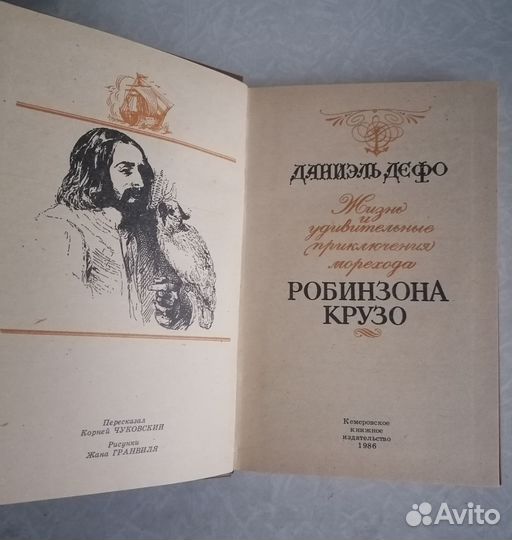 Пересказал
Корней ЧУКОВСКИЙ
Рисунки
Жана ГРАНВИЛЯ
ДАНИЭЛЬ ДЕФО
Жизнь
и
удивительные
приключения
морехода
РОБИНЗОНА
КРУЗО
Кемеровское
книжное
издательство
1986
Avito